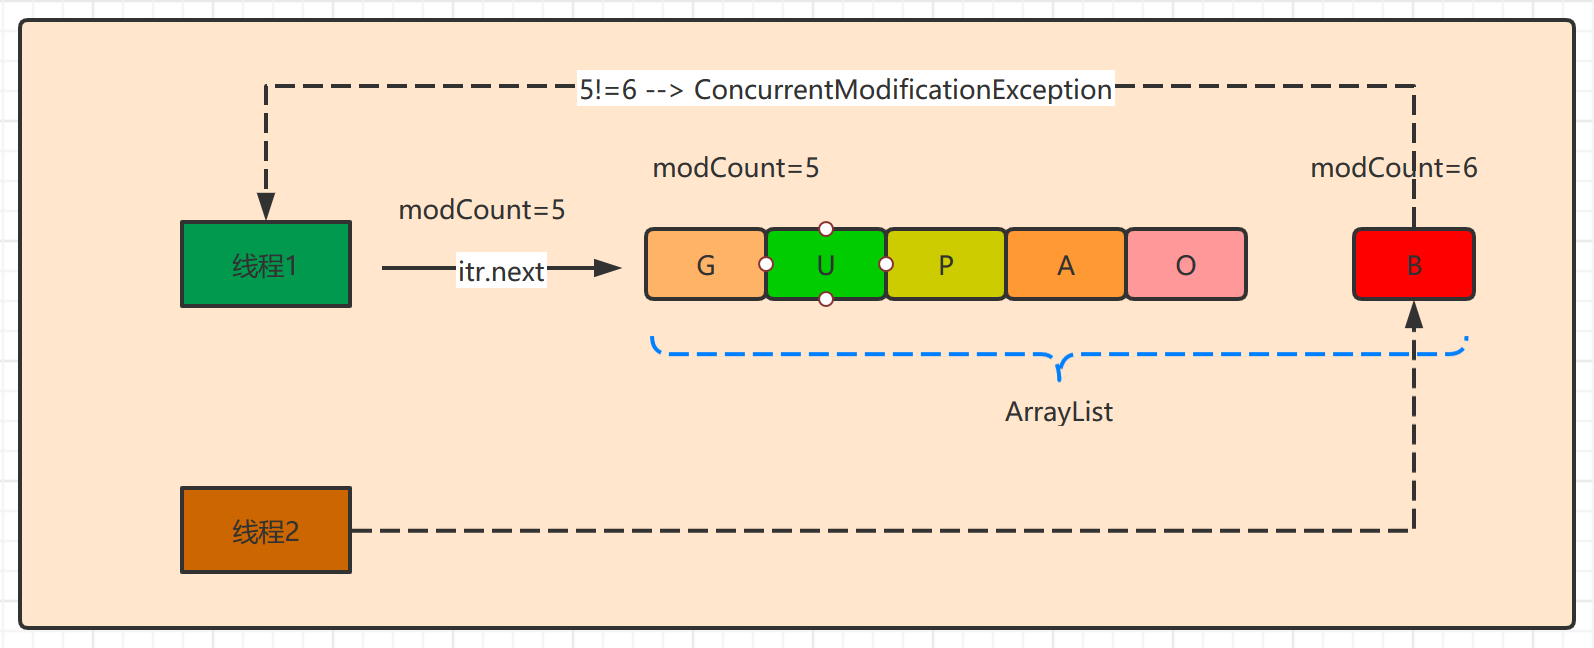 5!=6 --> ConcurrentModificationException
modCount=5
modCount=6
modCount=5
线程1
itr.next
G
U
P
A
O
B
ArrayList
线程2